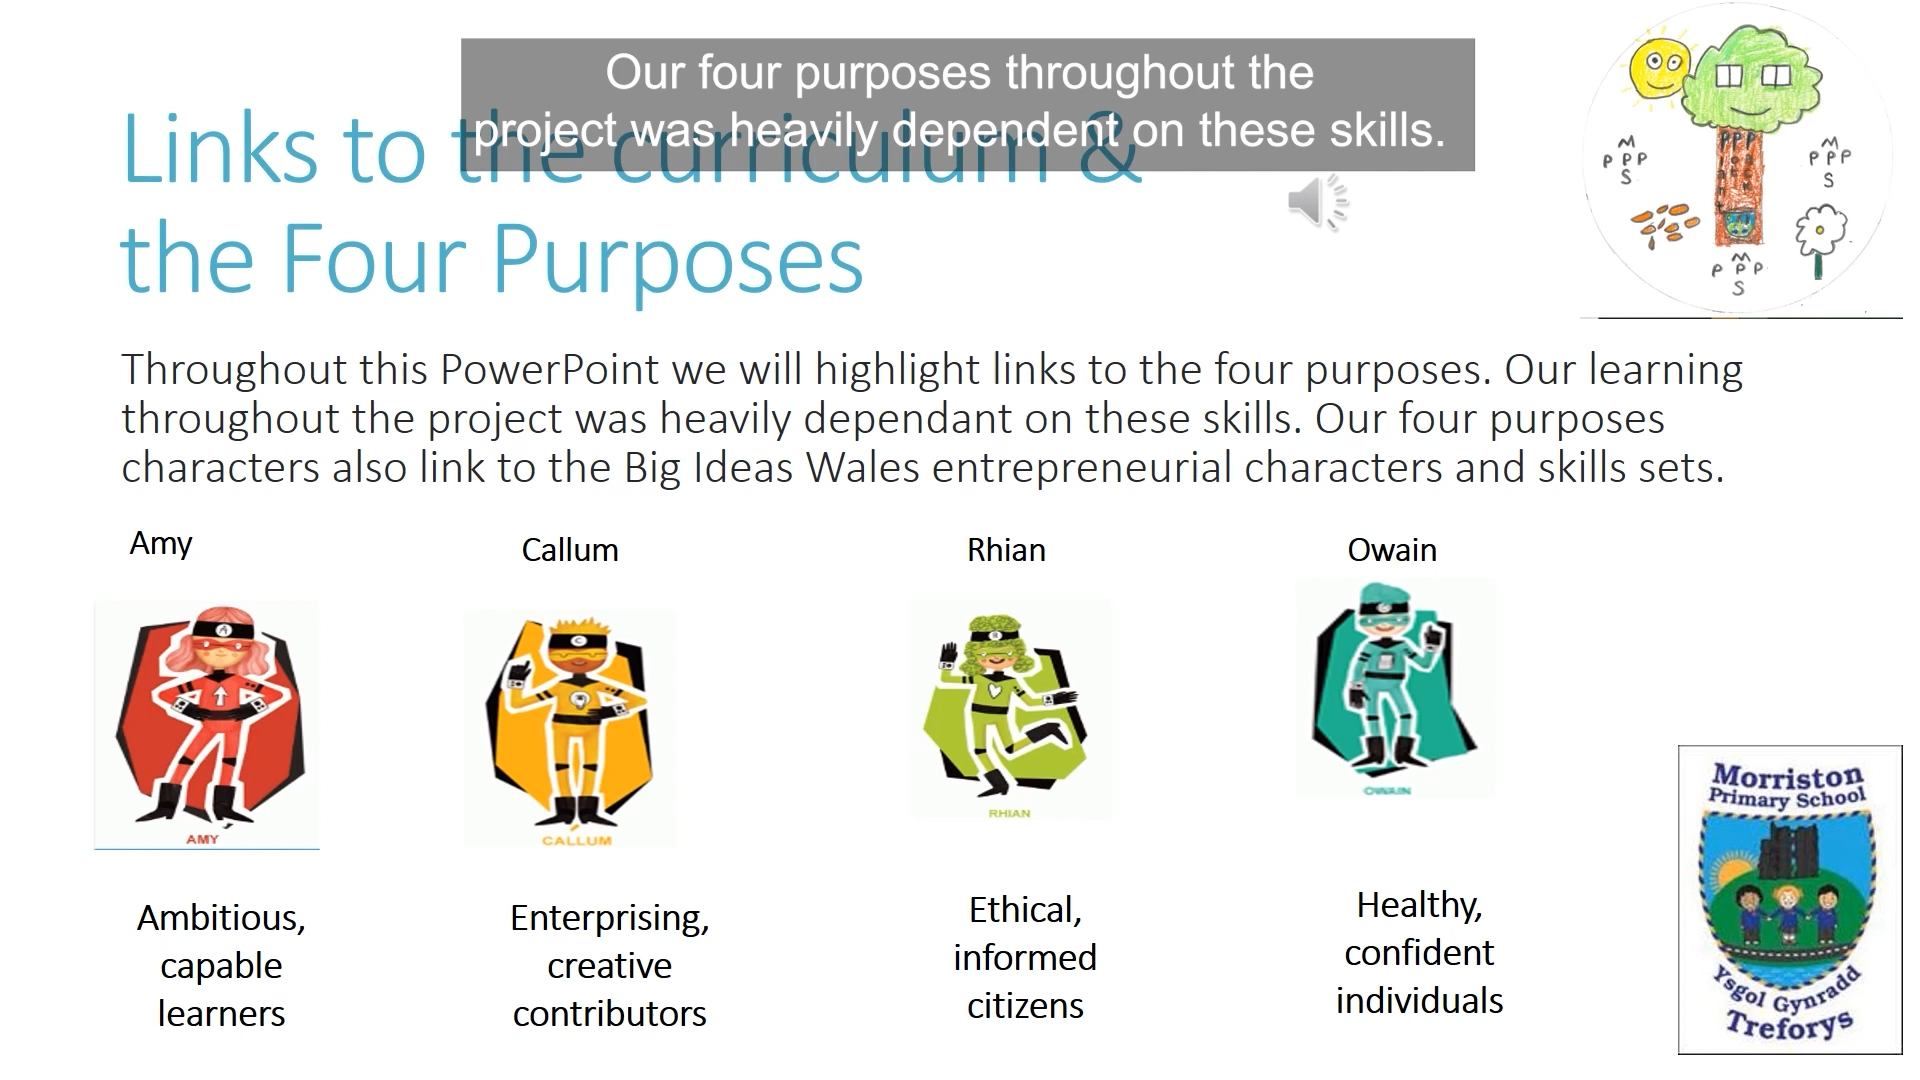 Our four purposes throughout the
project was heavily dependent on these skills.
Links to the curriculum &
the Four Purposes
M
P P P
S
M
P P P
S
M
P P P
S
Throughout this PowerPoint we will highlight links to the four purposes. Our learning
throughout the project was heavily dependant on these skills. Our four purposes
characters also link to the Big Ideas Wales entrepreneurial characters and skills sets.
Amy
Callum
Rhian
Owain
A
C
R
AMY
CALLUM
RHIAN
OWAIN
Ambitious,
capable
learners
Enterprising,
creative
contributors
Ethical,
informed
citizens
Healthy,
confident
individuals
Morriston
Primary School
Ysgol Gynradd
Treforys